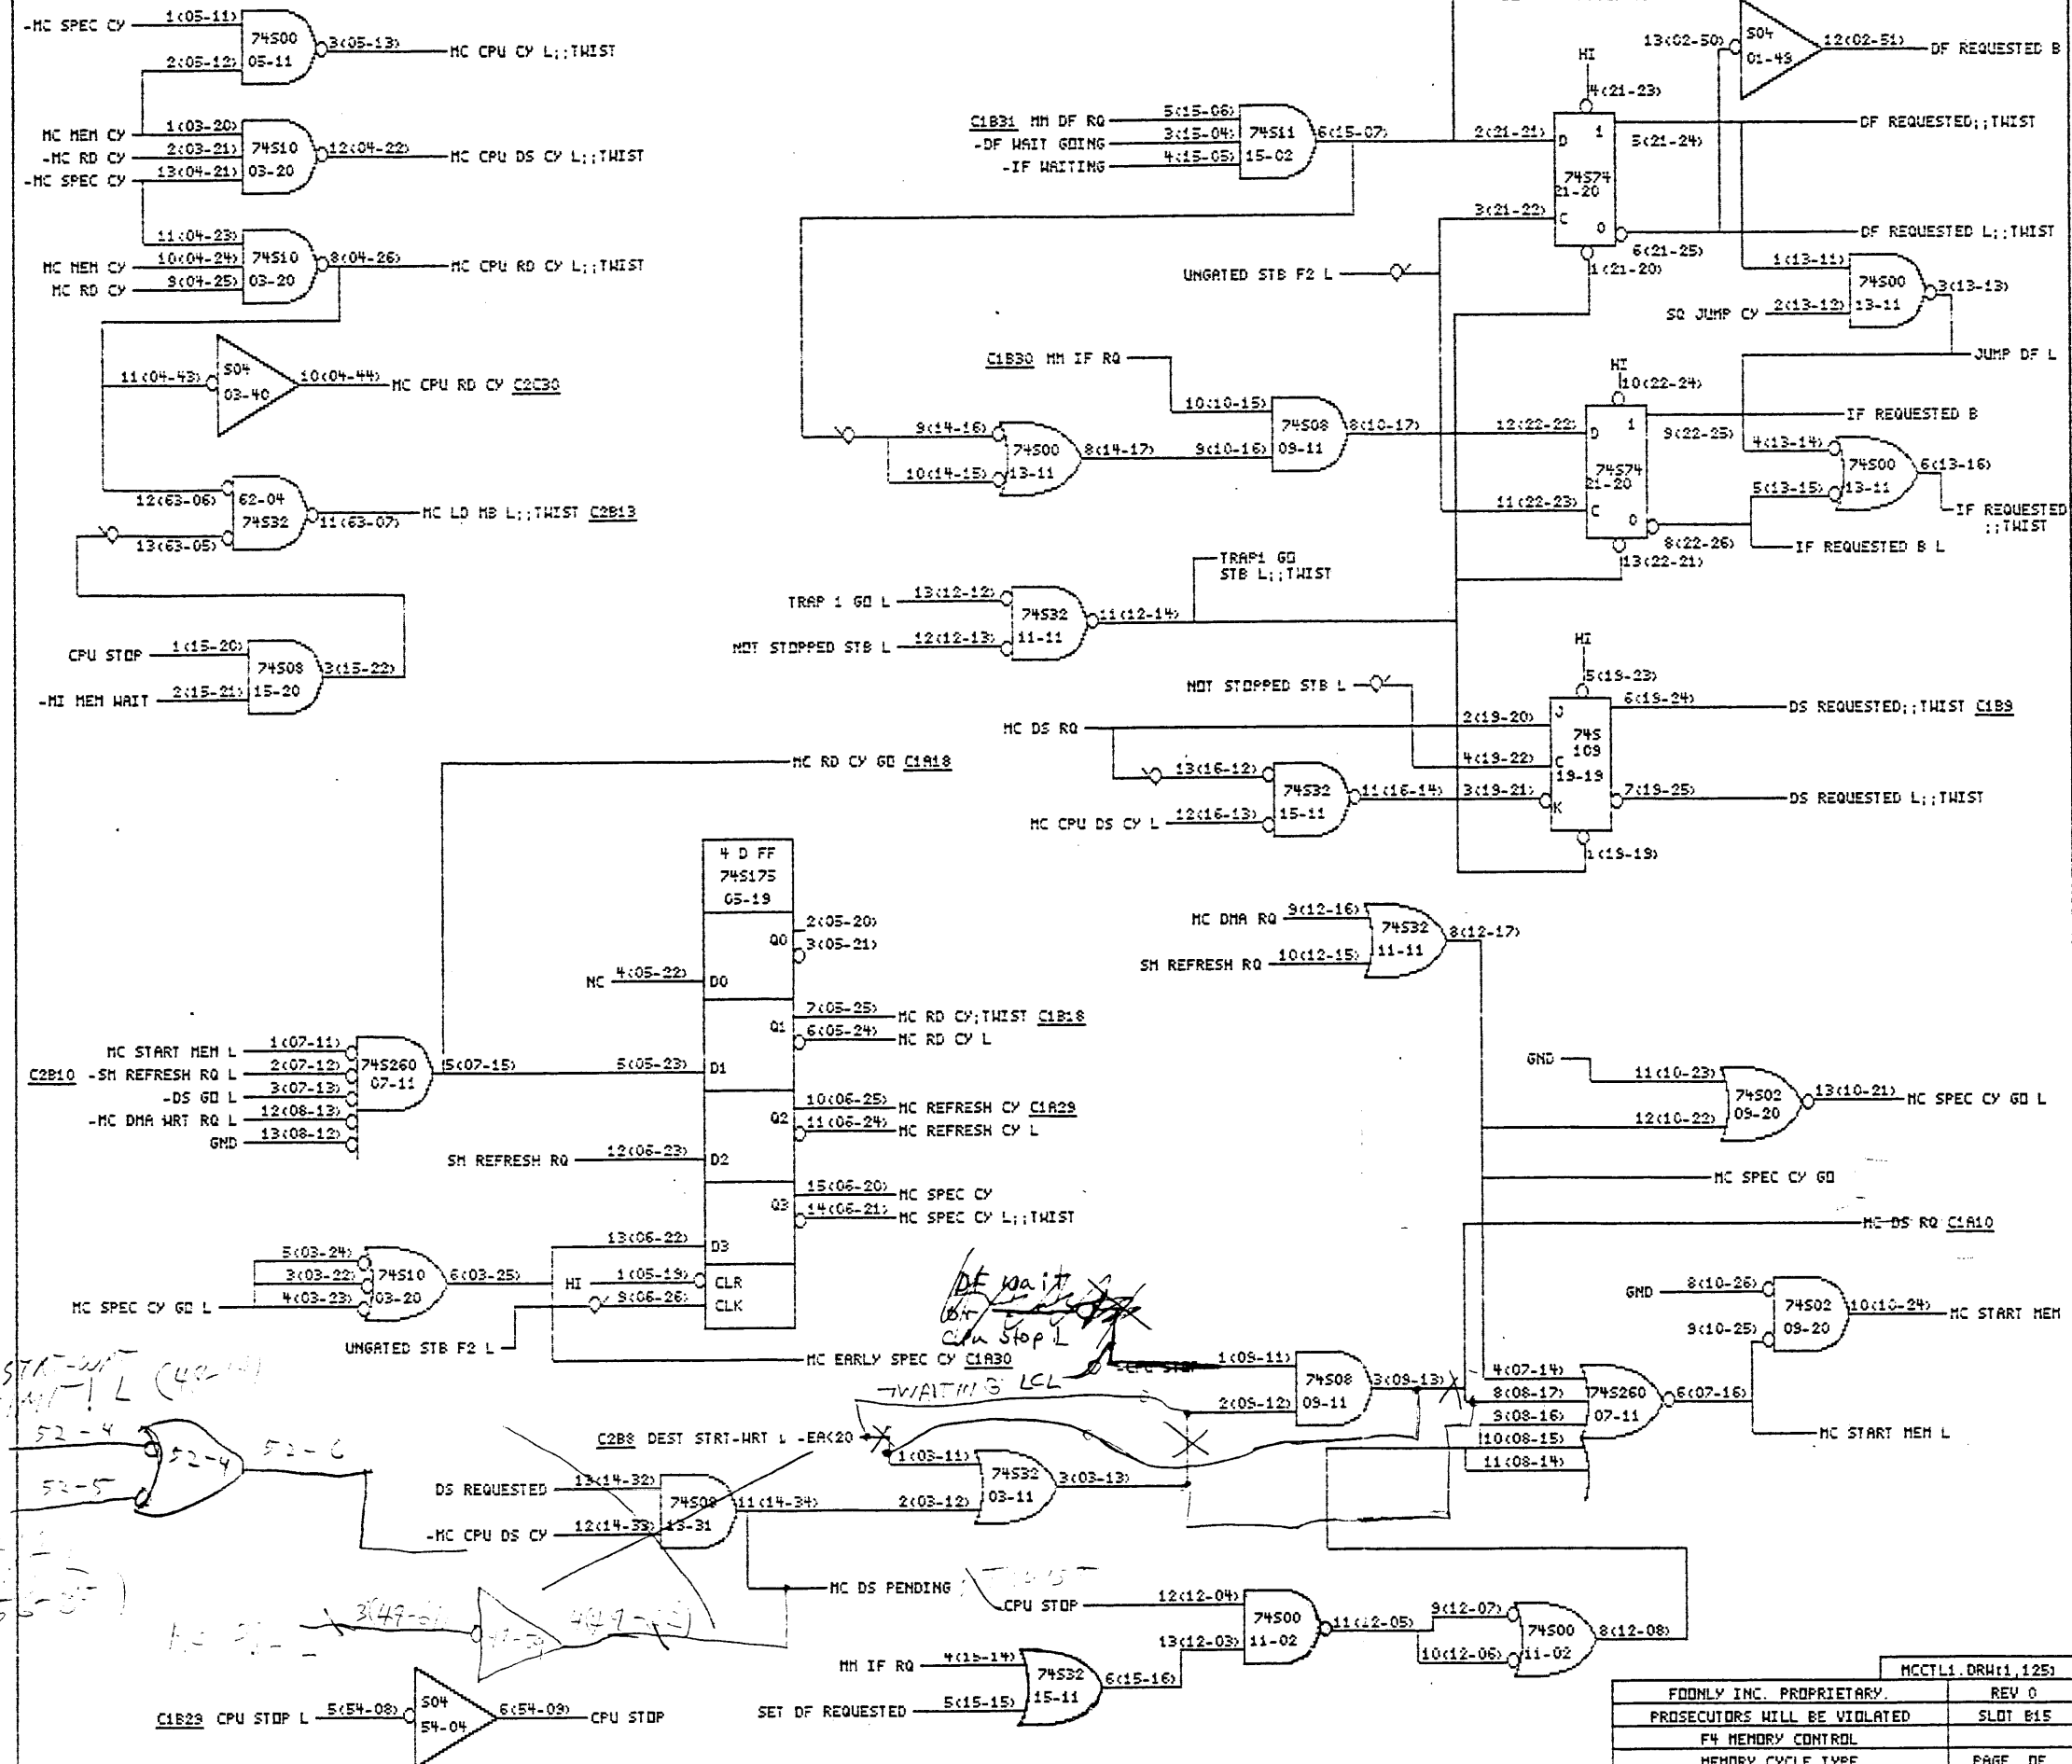 -MC SPEC CY
1(05-11)
2(05-12)
74S00
05-11
3(05-13)
MC CPU CY L;;TWIST
MC MEM CY
-MC RD CY
-MC SPEC CY
1(03-20)
2(03-21)
13(04-21)
74S10
03-20
12(04-22)
MC CPU DS CY L;;TWIST
11(04-23)
MC MEM CY
10(04-24)
MC RD CY
9(04-25)
74S10
03-20
8(04-26)
MC CPU RD CY L;;TWIST
11(04-43)
S04
03-40
10(04-44)
MC CPU RD CY C2C30
12(63-06)
13(63-05)
62-04
74S32
11(63-07)
MC LD MB L;;TWIST C2B13
CPU STOP
1(15-20)
-MI MEM WAIT
2(15-21)
74S08
15-20
3(15-22)
MC RD CY GO C1A18
4 D FF
74S175
05-19
NC
4(05-22)
D0
Q0
2(05-20)
3(05-21)
5(05-23)
D1
Q1
7(05-25)
MC RD CY;TWIST C1B18
6(05-24)
MC RD CY L
SM REFRESH RQ
12(06-23)
D2
Q2
10(06-25)
MC REFRESH CY C1A29
11(06-24)
MC REFRESH CY L
13(06-22)
D3
Q3
15(06-20)
MC SPEC CY
14(06-21)
MC SPEC CY L;;TWIST
HI
1(05-19)
CLR
9(06-26)
CLK
UNGATED STB F2 L
MC EARLY SPEC CY C1A30
MC START MEM L
1(07-11)
C2B10 -SM REFRESH RQ L
2(07-12)
-DS GO L
3(07-13)
-MC DMA WRT RQ L
12(08-13)
GND
13(08-12)
74S260
07-11
5(07-15)
MC SPEC CY GO L
5(03-24)
3(03-22)
4(03-23)
74S10
03-20
6(03-25)
C1B31 MM DF RQ
5(15-06)
-DF WAIT GOING
3(15-04)
-IF WAITING
4(15-05)
74S11
15-02
6(15-07)
2(21-21)
HI
4(21-23)
D
1
74S74
21-20
C
0
3(21-22)
1(21-20)
5(21-24)
6(21-25)
13(02-50)
S04
01-49
12(02-51)
DF REQUESTED B
DF REQUESTED;;TWIST
DF REQUESTED L;;TWIST
UNGATED STB F2 L
1(13-11)
SQ JUMP CY
2(13-12)
74S00
13-11
3(13-13)
JUMP DF L
C1B30 MM IF RQ
10(10-15)
9(14-16)
10(14-15)
74S00
13-11
8(14-17)
9(10-16)
74S08
09-11
8(10-17)
12(22-22)
HI
10(22-24)
D
1
74S74
21-20
C
0
11(22-23)
9(22-25)
8(22-26)
13(22-21)
IF REQUESTED B
4(13-14)
5(13-15)
74S00
13-11
6(13-16)
IF REQUESTED
;;TWIST
IF REQUESTED B L
TRAP1 GO
STB L;;TWIST
TRAP 1 GO L
13(12-12)
NOT STOPPED STB L
12(12-13)
74S32
11-11
11(12-14)
NOT STOPPED STB L
MC DS RQ
2(19-20)
4(19-22)
13(16-12)
MC CPU DS CY L
12(16-13)
74S32
15-11
11(16-14)
3(19-21)
HI
5(19-23)
J
74S
109
C
19-19
K
6(19-24)
DS REQUESTED;;TWIST C1B9
7(19-25)
DS REQUESTED L;;TWIST
1(19-19)
MC DMA RQ
9(12-16)
SM REFRESH RQ
10(12-15)
74S32
11-11
8(12-17)
GND
11(10-23)
12(10-22)
74S02
09-20
13(10-21)
MC SPEC CY GO L
MC SPEC CY GO
MC DS RQ C1A10
GND
8(10-26)
9(10-25)
74S02
09-20
10(10-24)
MC START MEM
DF wait
or
cpu Stop L
-CPU STOP
1(09-11)
¬WAITING LCL
2(09-12)
74S08
09-11
3(09-13)
4(07-14)
8(08-17)
9(08-16)
10(08-15)
11(08-14)
74S260
07-11
6(07-16)
MC START MEM L
52-4
52-5
52-4
52-6
C2B8 DEST STRT-WRT L -EAC20
1(03-11)
DS REQUESTED
13(14-32)
-MC CPU DS CY
12(14-33)
74S08
13-31
11(14-34)
2(03-12)
74S32
03-11
3(03-13)
MC DS PENDING
CPU STOP
12(12-04)
13(12-03)
74S00
11-02
11(12-05)
9(12-07)
10(12-06)
74S00
11-02
8(12-08)
MM IF RQ
4(15-14)
SET DF REQUESTED
5(15-15)
74S32
15-11
6(15-16)
C1B29 CPU STOP L
5(54-08)
S04
54-04
6(54-09)
CPU STOP
MCCTL1.DRW[1,125]
FOONLY INC. PROPRIETARY.
REV 0
PROSECUTORS WILL BE VIOLATED
SLOT B15
F4 MEMORY CONTROL
MEMORY CYCLE TYPE
PAGE OF